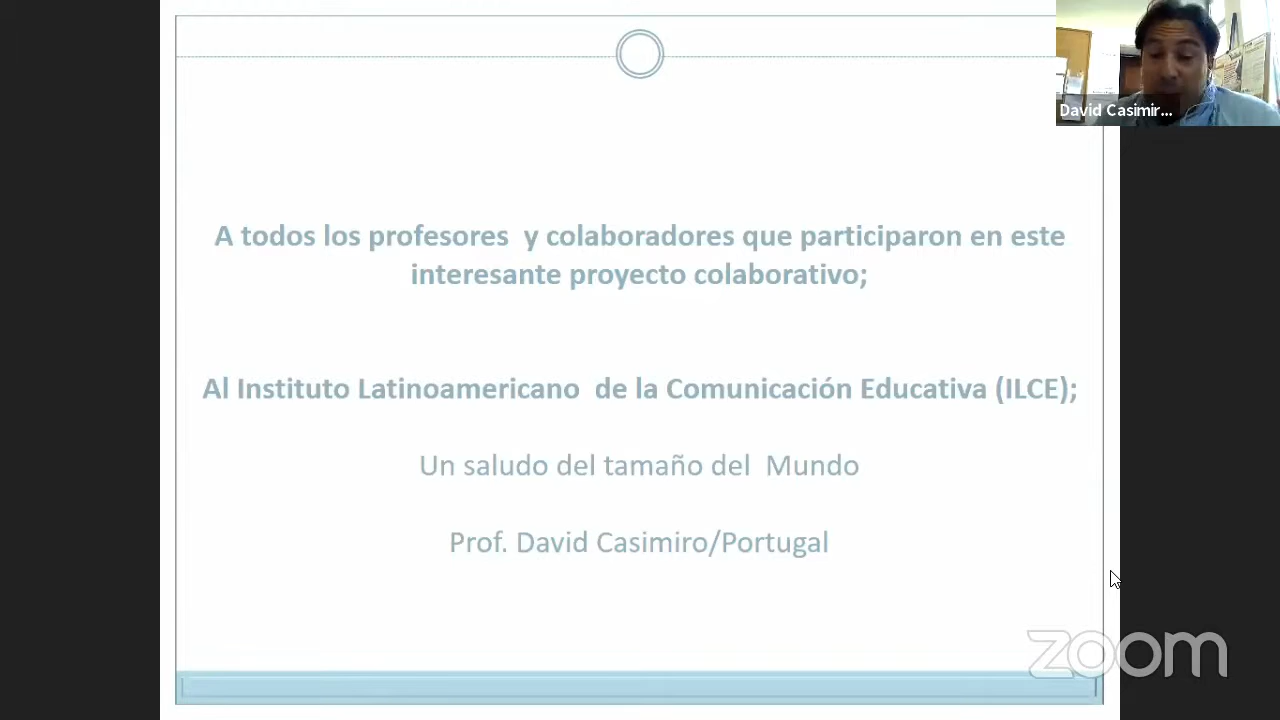 David Casimir...
A todos los profesores y colaboradores que participaron en este
interesante proyecto colaborativo;
Al Instituto Latinoamericano de la Comunicación Educativa (ILCE);
Un saludo del tamaño del Mundo
Prof. David Casimiro/Portugal
zoom